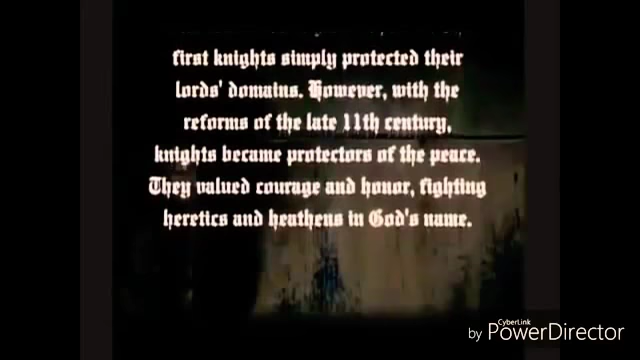 first knights simply protected their
lords' domains. However, with the
reforms of the late 11th century,
knights became protectors of the peace.
They valued courage and honor, fighting
heretics and heathens in God's name.
CyberLink
by PowerDirector